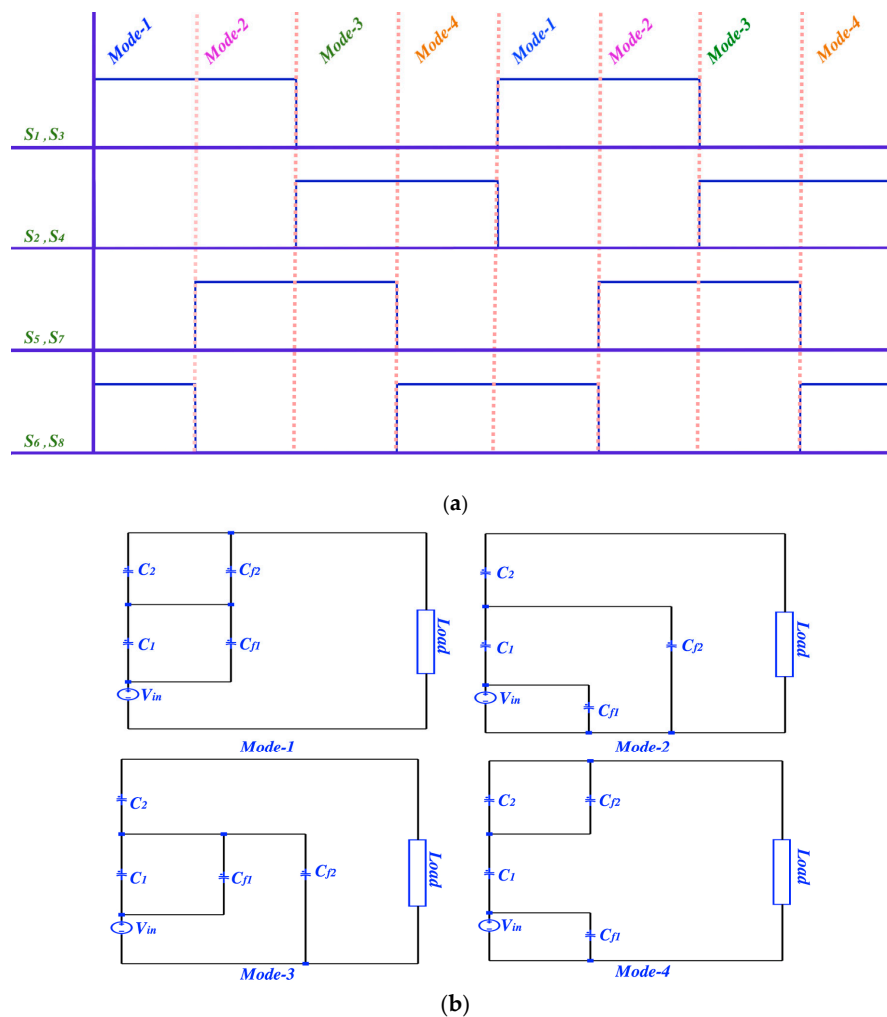 Mode-1 Mode-2 Mode-3 Mode-4 Mode-1 Mode-2 Mode-3 Mode-4
S1 ,S3
S2 ,S4
S5 ,S7
S6 ,S8
(a)
C2 Cf2
C1 Cf1
Vin
Load
Mode-1
C2
C1 Cf2
Vin
Cf1
Load
Mode-2
C2
C1 Cf1 Cf2
Vin
Load
Mode-3
C2 Cf2
C1
Vin
Cf1
Load
Mode-4
(b)